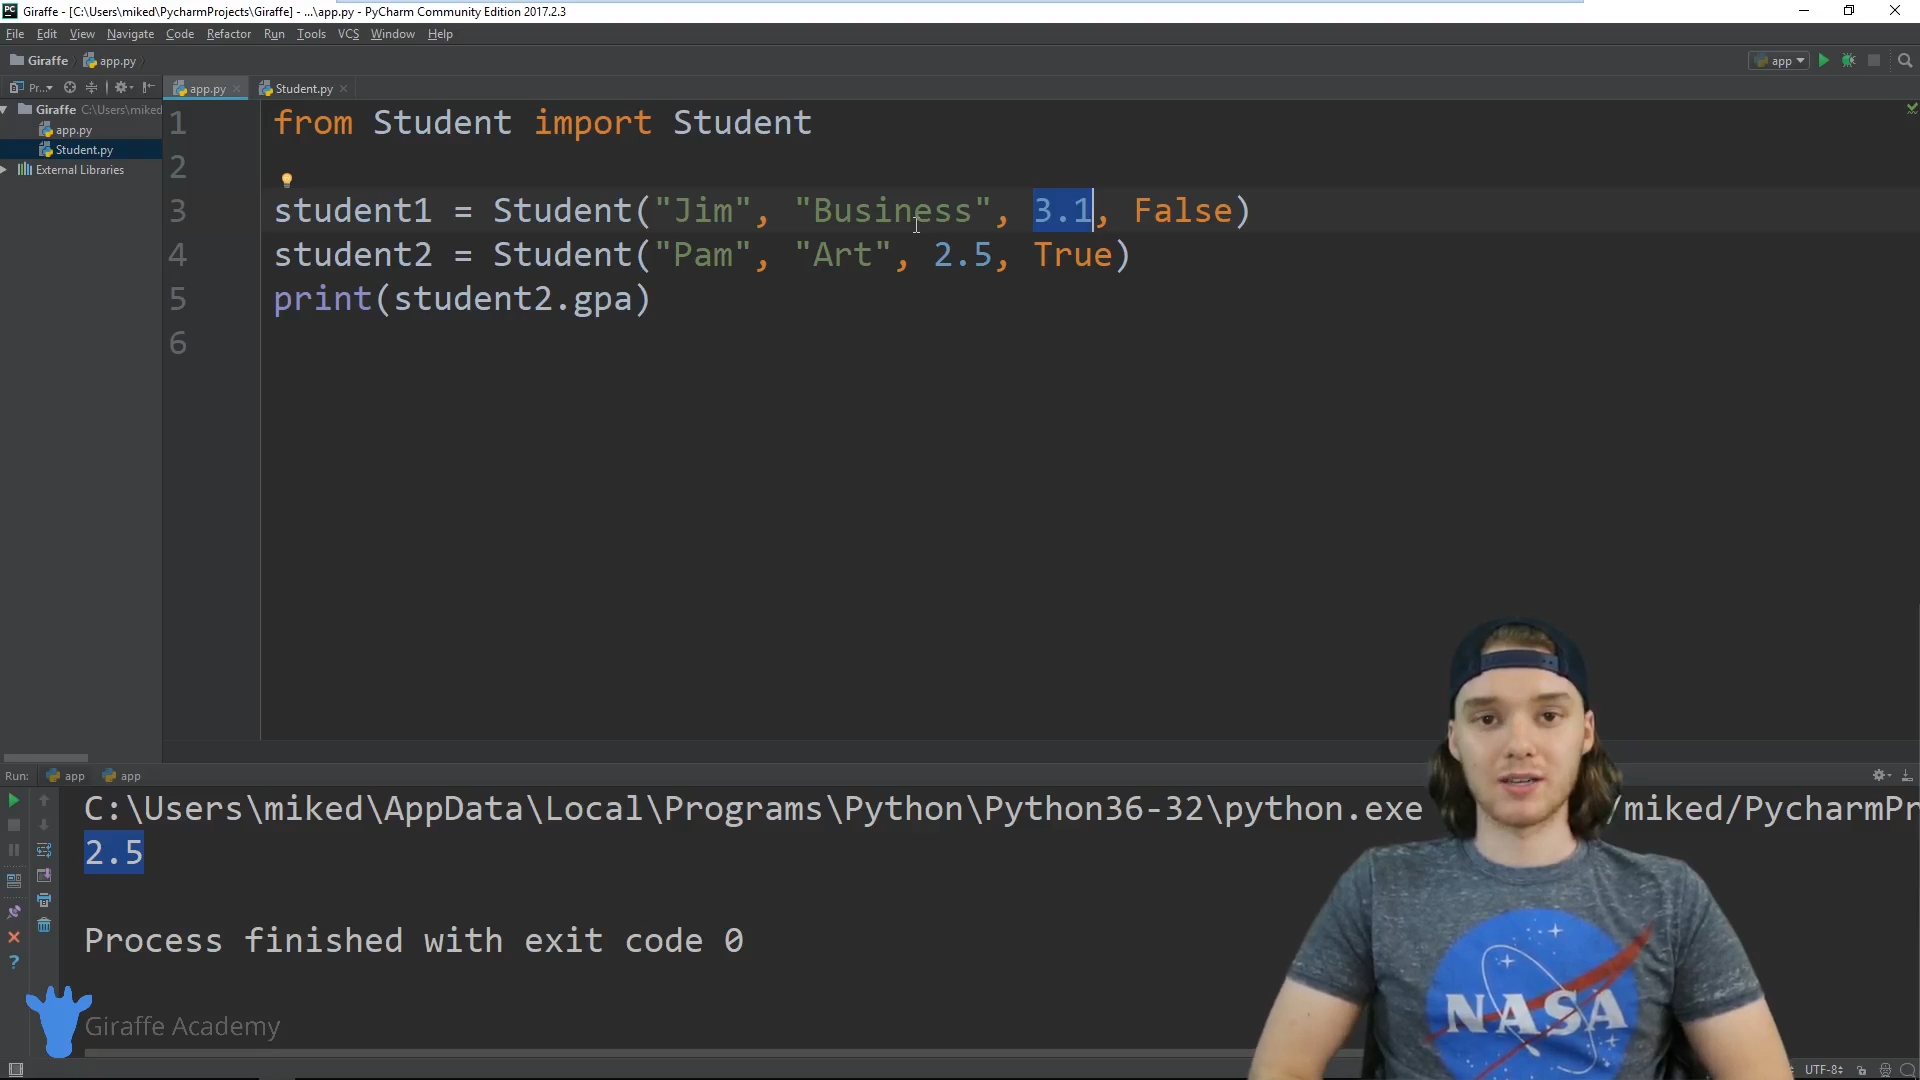 Giraffe - [C:\Users\miked\PycharmProjects\Giraffe] - ...\app.py - PyCharm Community Edition 2017.2.3
File Edit View Navigate Code Refactor Run Tools VCS Window Help
Giraffe app.py app
Pr... app.py Student.py
Giraffe C:\Users\miked
app.py
Student.py
External Libraries
1 from Student import Student
2
3 student1 = Student("Jim", "Business", 3.1, False)
4 student2 = Student("Pam", "Art", 2.5, True)
5 print(student2.gpa)
6
Run: app app
C:\Users\miked\AppData\Local\Programs\Python\Python36-32\python.exe /miked/PycharmPr
2.5
Process finished with exit code 0
Giraffe Academy
NASA
UTF-8